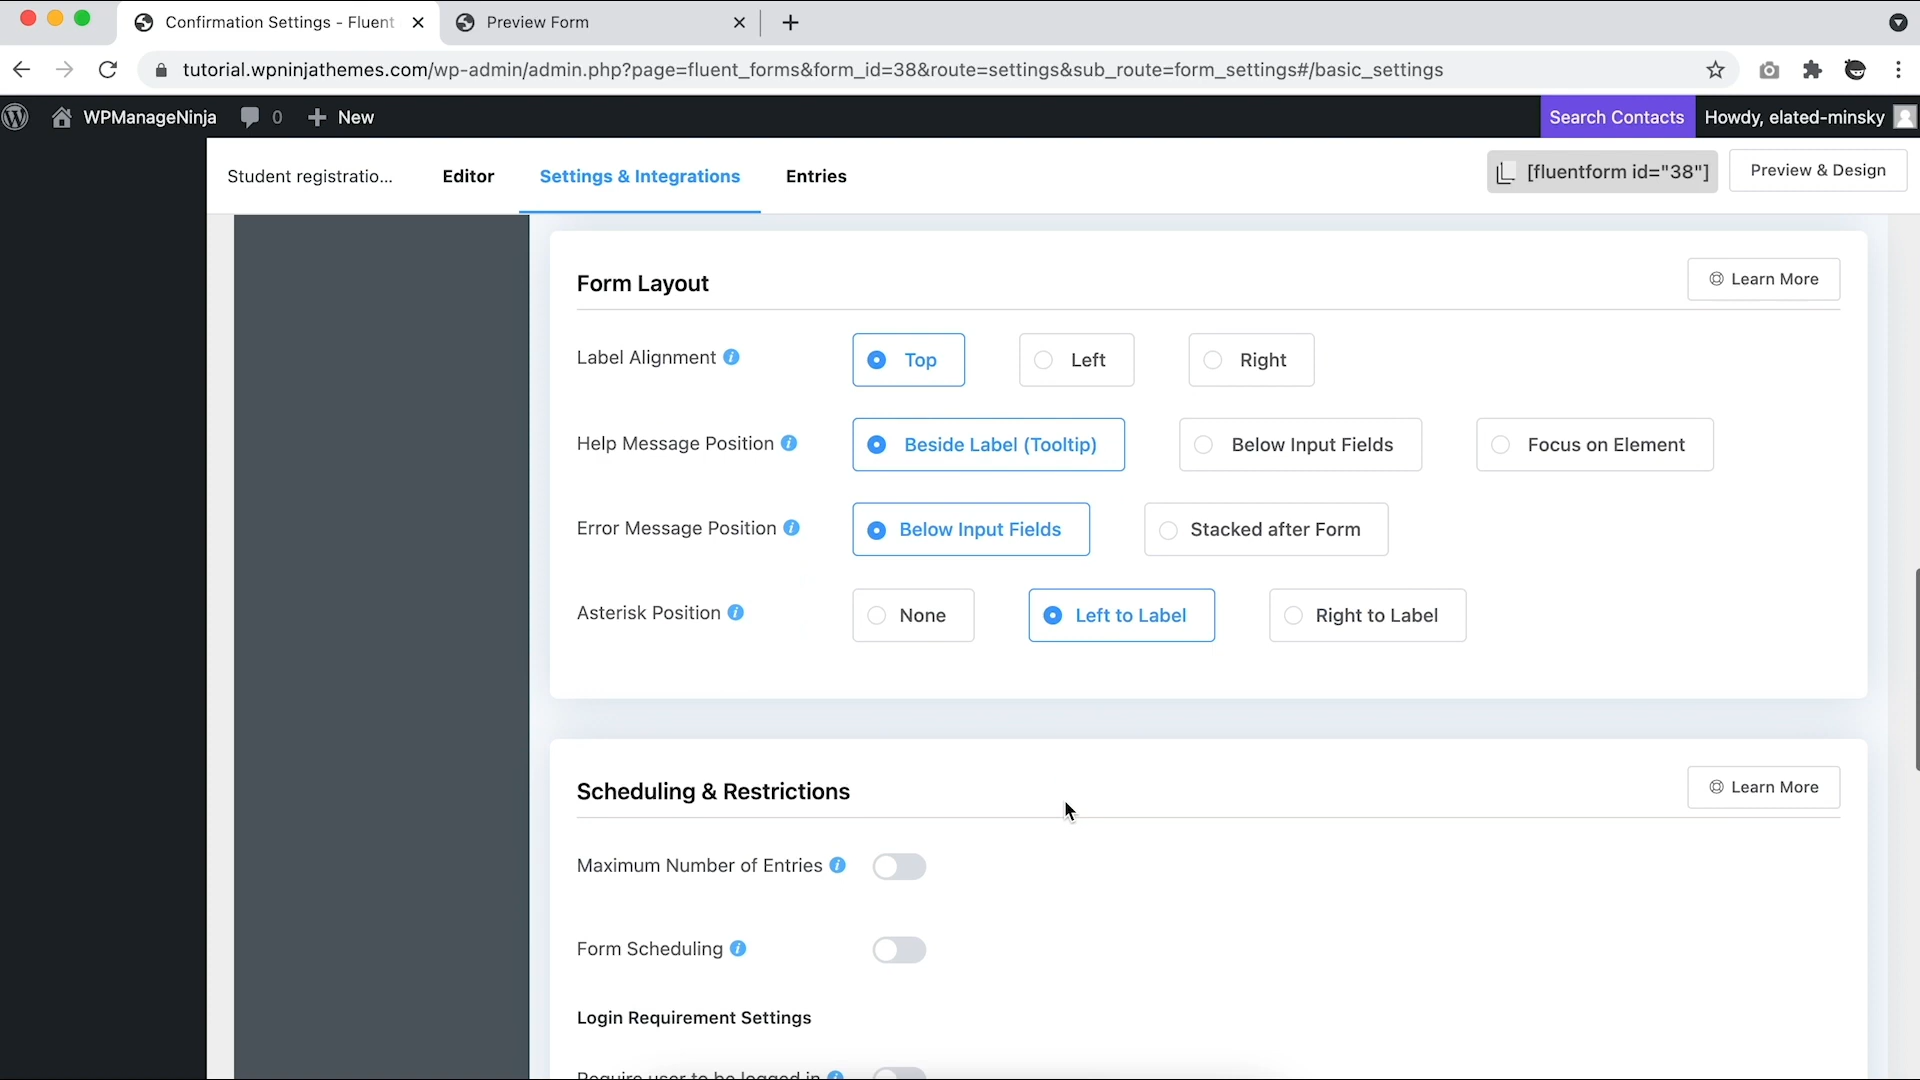 Confirmation Settings - Fluent
Preview Form
tutorial.wpninjathemes.com/wp-admin/admin.php?page=fluent_forms&form_id=38&route=settings&sub_route=form_settings#/basic_settings
WPManageNinja
0
New
Search Contacts
Howdy, elated-minsky
Student registratio...
Editor
Settings & Integrations
Entries
[fluentform id="38"]
Preview & Design
Form Layout
Learn More
Label Alignment
Top
Left
Right
Help Message Position
Beside Label (Tooltip)
Below Input Fields
Focus on Element
Error Message Position
Below Input Fields
Stacked after Form
Asterisk Position
None
Left to Label
Right to Label
Scheduling & Restrictions
Learn More
Maximum Number of Entries
Form Scheduling
Login Requirement Settings
Require user to be logged in